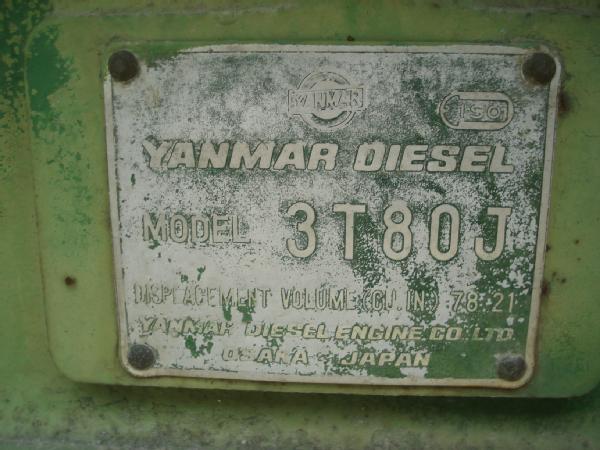 YANMAR
ISO
YANMAR DIESEL
MODEL 3T80J
DISPLACEMENT VOLUME (CU.IN.) 78.21
YANMAR DIESEL ENGINE CO.LTD.
OSAKA - JAPAN